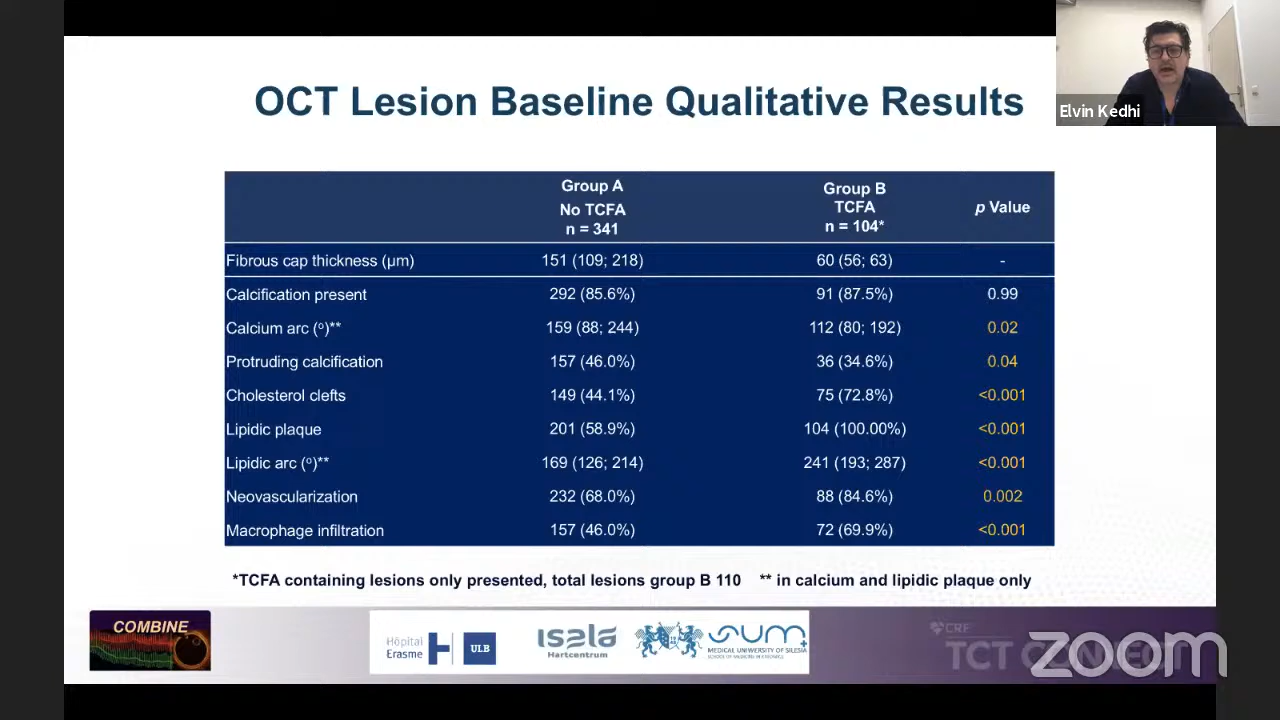 Elvin Kedhi
OCT Lesion Baseline Qualitative Results
Group A
No TCFA
n = 341
Group B
TCFA
n = 104*
p Value
Fibrous cap thickness (µm) 151 (109; 218) 60 (56; 63) -
Calcification present 292 (85.6%) 91 (87.5%) 0.99
Calcium arc (º)** 159 (88; 244) 112 (80; 192) 0.02
Protruding calcification 157 (46.0%) 36 (34.6%) 0.04
Cholesterol clefts 149 (44.1%) 75 (72.8%) <0.001
Lipidic plaque 201 (58.9%) 104 (100.00%) <0.001
Lipidic arc (º)** 169 (126; 214) 241 (193; 287) <0.001
Neovascularization 232 (68.0%) 88 (84.6%) 0.002
Macrophage infiltration 157 (46.0%) 72 (69.9%) <0.001
*TCFA containing lesions only presented, total lesions group B 110 ** in calcium and lipidic plaque only
COMBINE
Hôpital
Erasme
H
ULB
isala
Hartcentrum
sum
MEDICAL UNIVERSITY OF SILESIA
CRF
TCT
zoom